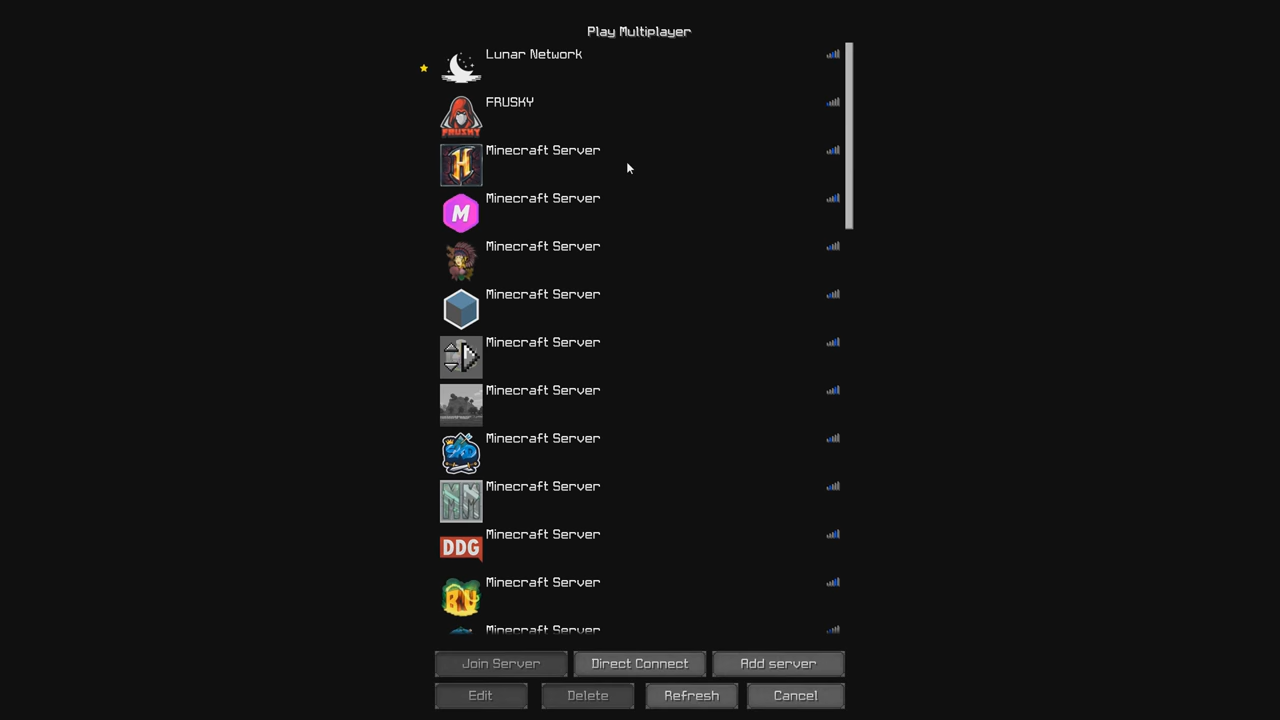 Play Multiplayer
Lunar Network
FRUSKY
FRUSKY
Minecraft Server
H
Minecraft Server
M
Minecraft Server
Minecraft Server
Minecraft Server
Minecraft Server
Minecraft Server
Minecraft Server
MM
Minecraft Server
DDG
Minecraft Server
Minecraft Server
Join Server
Direct Connect
Add server
Edit
Delete
Refresh
Cancel